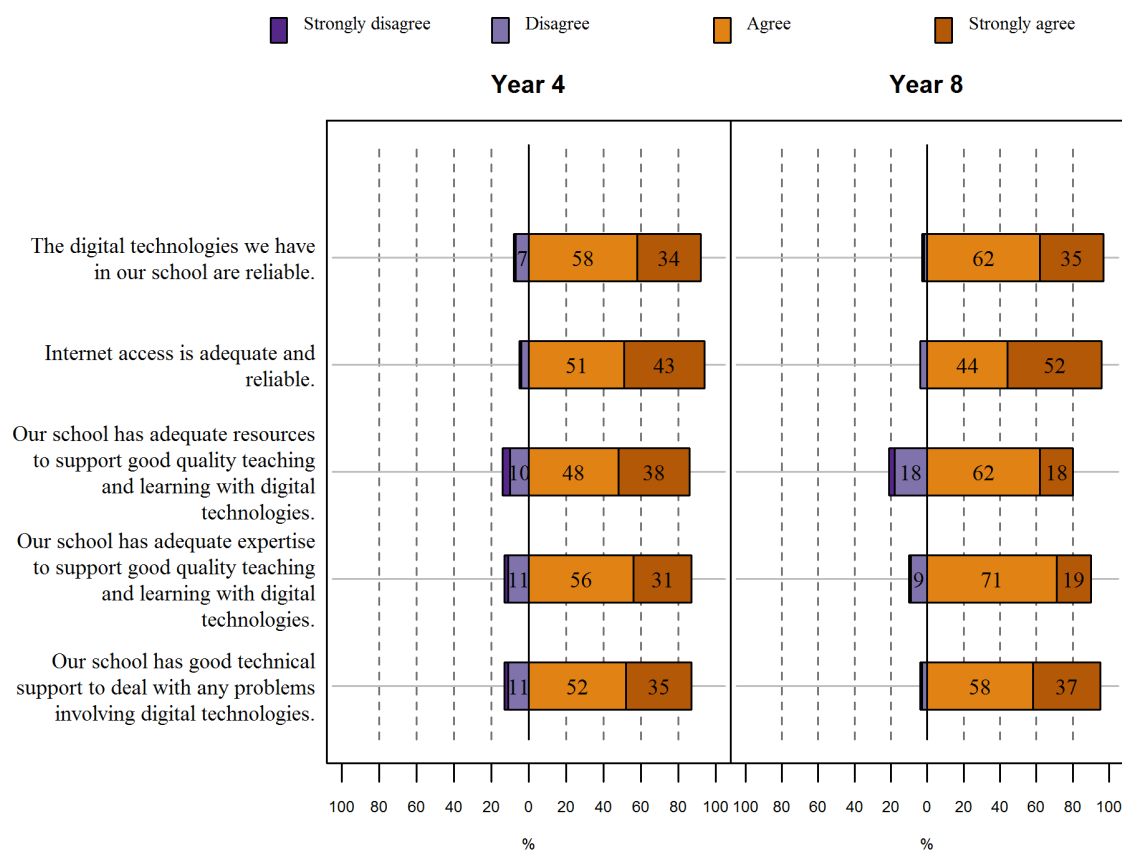 Strongly disagree
Disagree
Agree
Strongly agree
Year 4
Year 8
The digital technologies we have
in our school are reliable.
7
58
34
62
35
Internet access is adequate and
reliable.
51
43
44
52
Our school has adequate resources
to support good quality teaching
and learning with digital
technologies.
10
48
38
18
62
18
Our school has adequate expertise
to support good quality teaching
and learning with digital
technologies.
11
56
31
9
71
19
Our school has good technical
support to deal with any problems
involving digital technologies.
11
52
35
58
37
100 80 60 40 20 0 20 40 60 80 100
100 80 60 40 20 0 20 40 60 80 100
%
%